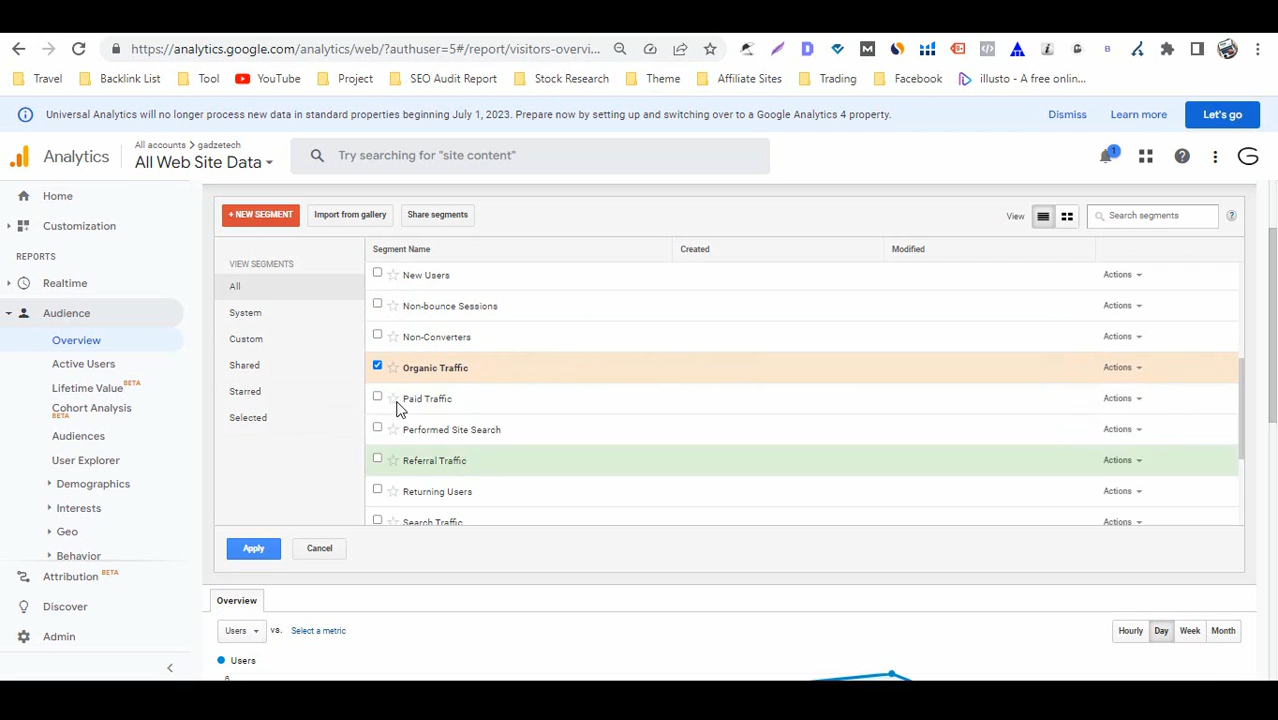 https://analytics.google.com/analytics/web/?authuser=5#/report/visitors-overvi...
Travel
Backlink List
Tool
YouTube
Project
SEO Audit Report
Stock Research
Theme
Affiliate Sites
Trading
Facebook
illusto - A free onlin...
Universal Analytics will no longer process new data in standard properties beginning July 1, 2023. Prepare now by setting up and switching over to a Google Analytics 4 property.
Dismiss
Learn more
Let's go
Analytics
All accounts > gadzetech
All Web Site Data
Try searching for "site content"
1
Home
Customization
REPORTS
Realtime
Audience
Overview
Active Users
Lifetime Value BETA
Cohort Analysis
BETA
Audiences
User Explorer
Demographics
Interests
Geo
Behavior
Attribution BETA
Discover
Admin
+ NEW SEGMENT
Import from gallery
Share segments
View
Search segments
?
VIEW SEGMENTS
All
System
Custom
Shared
Starred
Selected
Segment Name
Created
Modified
New Users
Actions
Non-bounce Sessions
Actions
Non-Converters
Actions
Organic Traffic
Actions
Paid Traffic
Actions
Performed Site Search
Actions
Referral Traffic
Actions
Returning Users
Actions
Search Traffic
Actions
Apply
Cancel
Overview
Users
vs.
Select a metric
Hourly
Day
Week
Month
Users